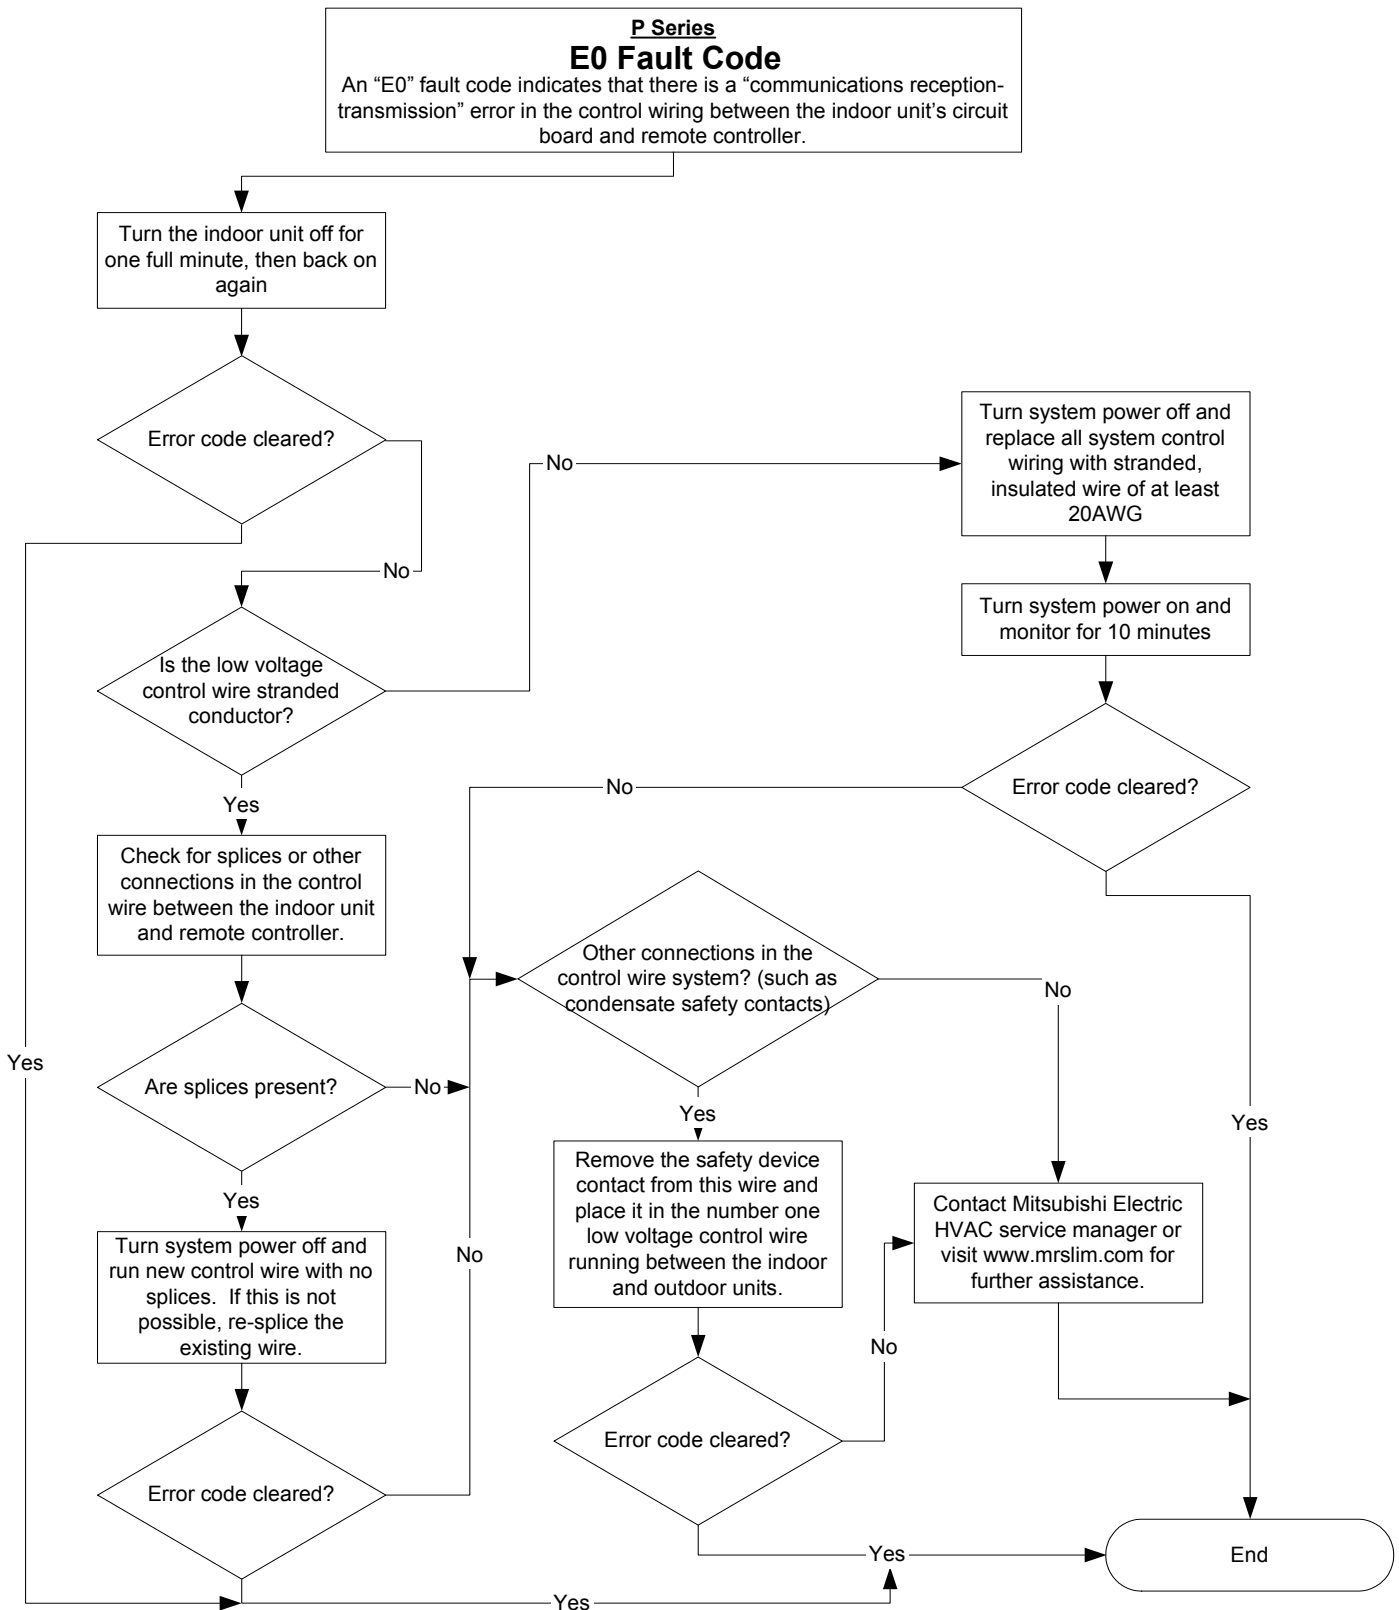 P Series
E0 Fault Code
An “E0” fault code indicates that there is a “communications reception-
transmission” error in the control wiring between the indoor unit’s circuit
board and remote controller.
Turn the indoor unit off for
one full minute, then back on
again
Error code cleared?
No
Is the low voltage
control wire stranded
conductor?
No
Turn system power off and
replace all system control
wiring with stranded,
insulated wire of at least
20AWG
Turn system power on and
monitor for 10 minutes
Error code cleared?
No
Yes
Yes
Check for splices or other
connections in the control
wire between the indoor unit
and remote controller.
Are splices present?
No
Yes
Yes
Turn system power off and
run new control wire with no
splices. If this is not
possible, re-splice the
existing wire.
No
Error code cleared?
Yes
Other connections in the
control wire system? (such as
condensate safety contacts)
No
Yes
Remove the safety device
contact from this wire and
place it in the number one
low voltage control wire
running between the indoor
and outdoor units.
Contact Mitsubishi Electric
HVAC service manager or
visit www.mrslim.com for
further assistance.
No
Error code cleared?
Yes
End